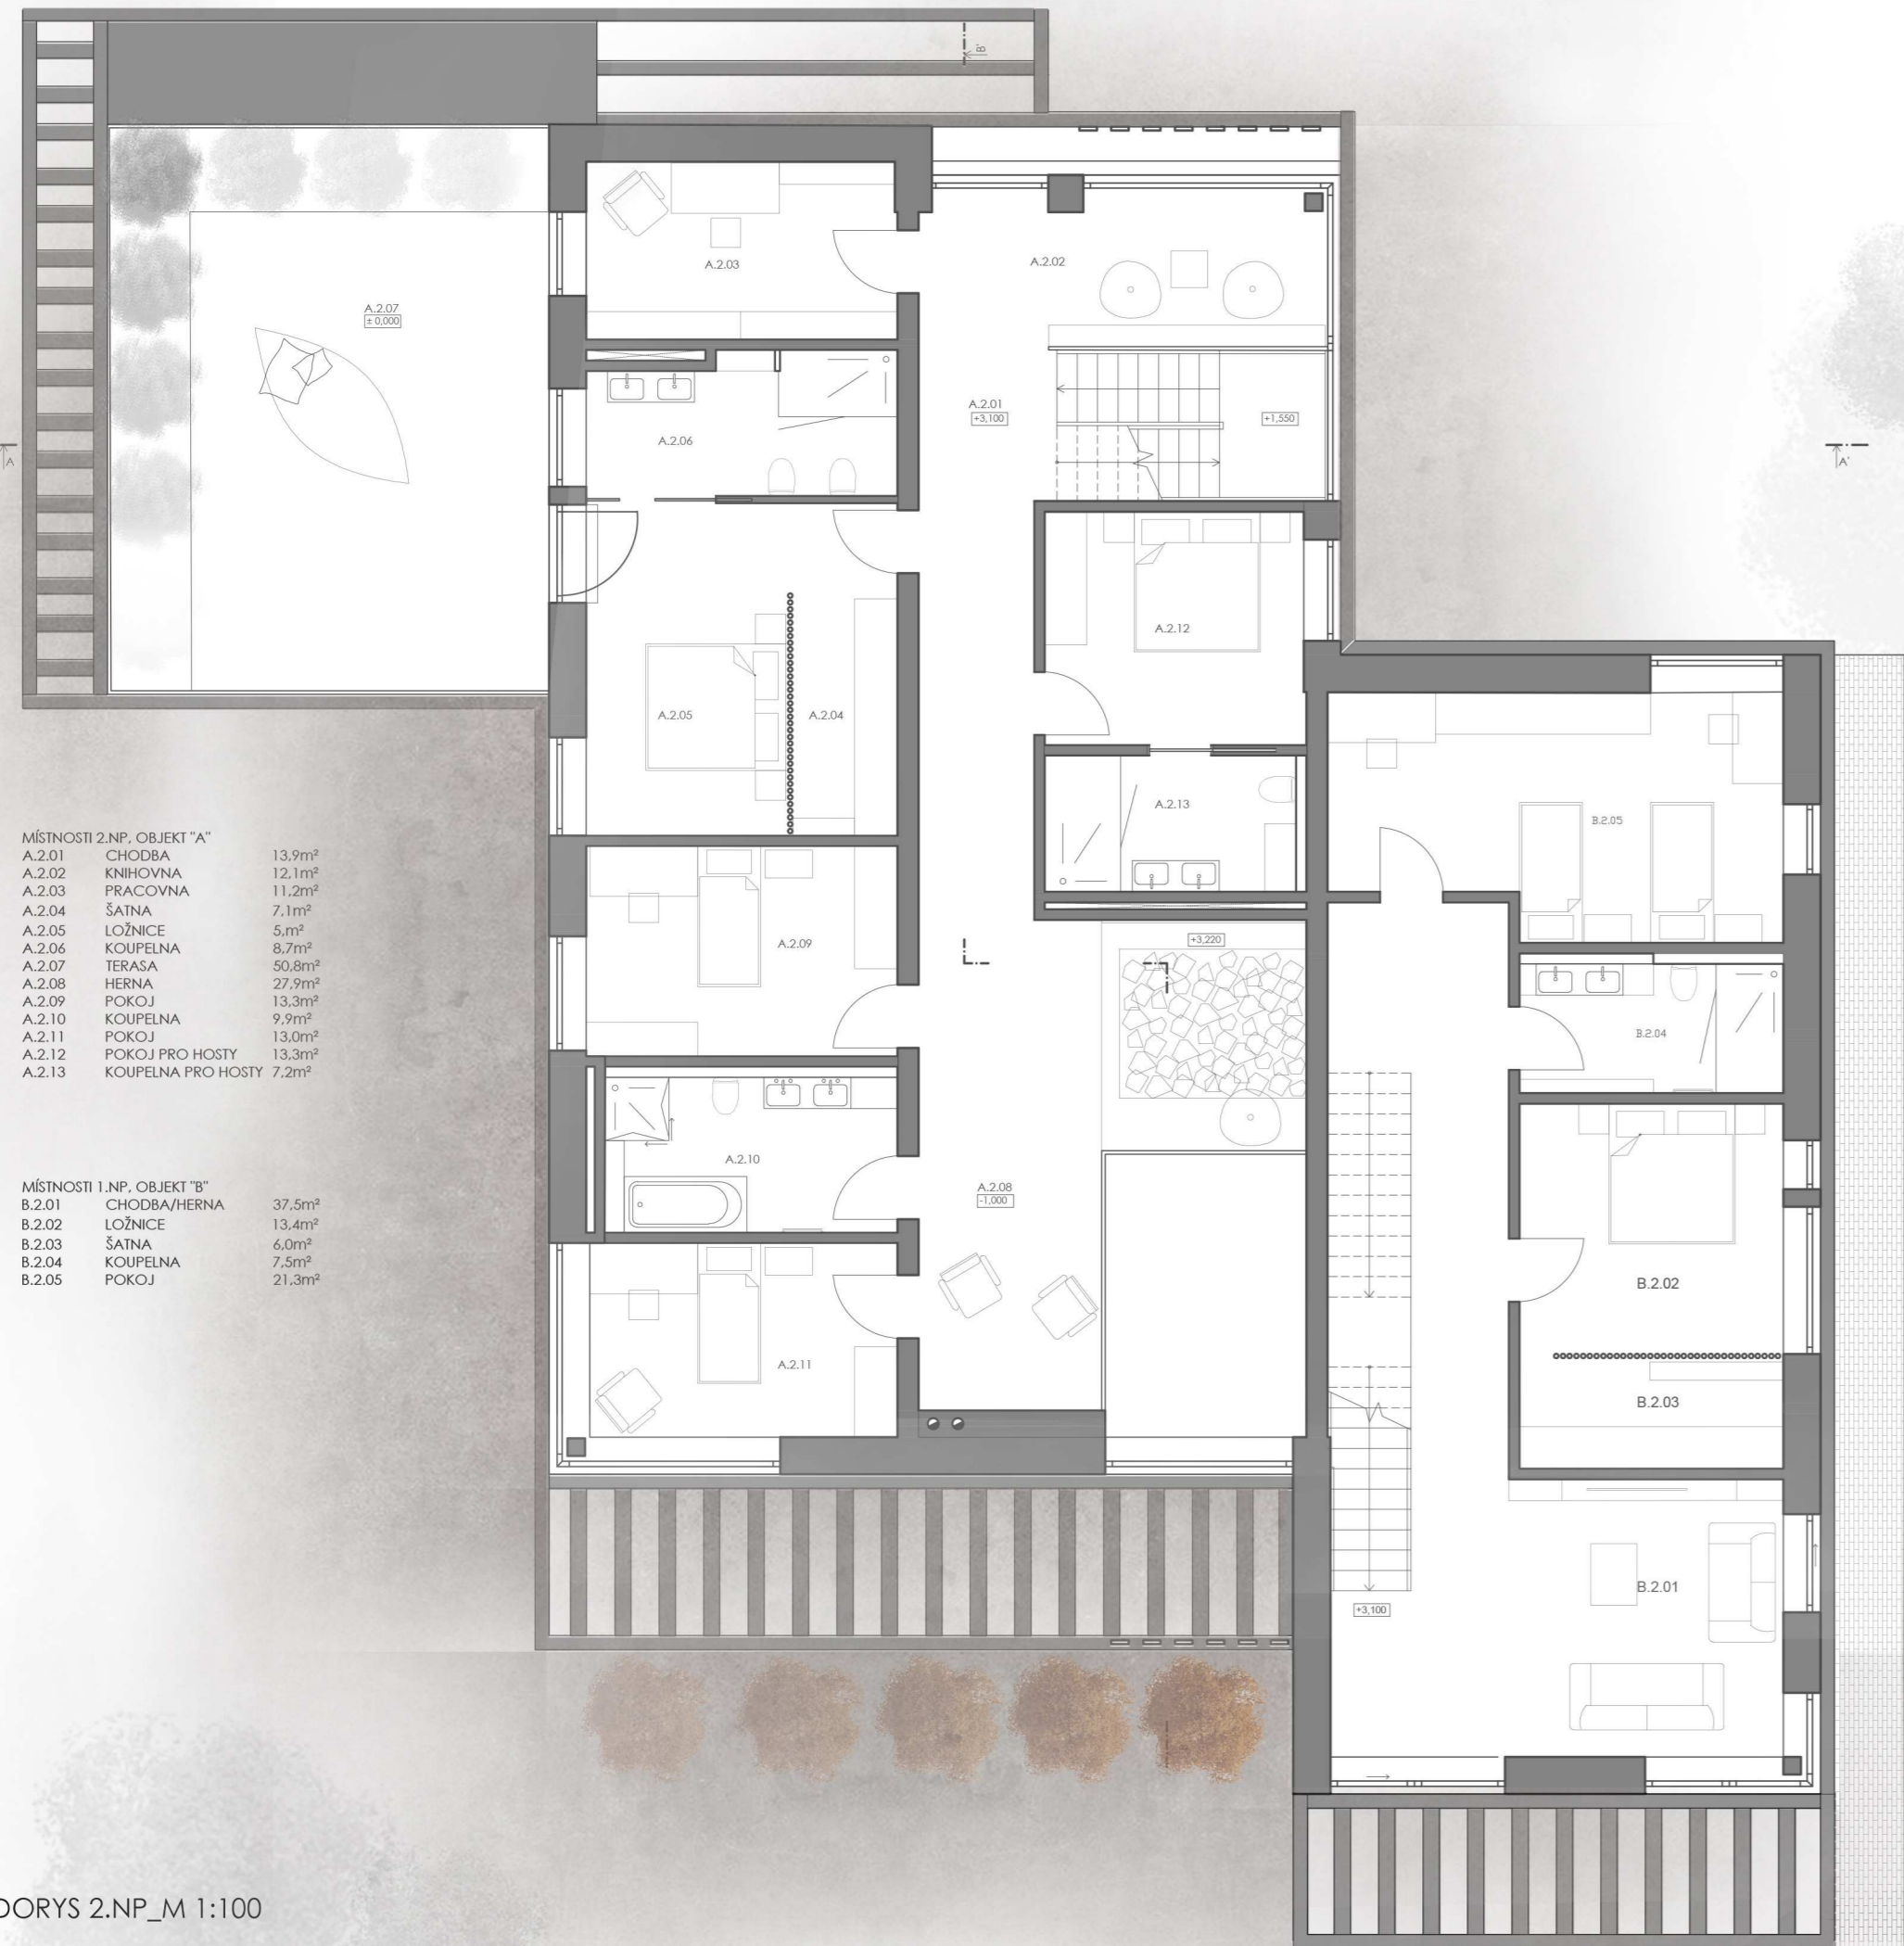 B'
A.2.03
A.2.02
A.2.07
± 0,000
A.2.01
+3,100
+1,550
A.2.06
A
A'
A.2.12
A.2.05
A.2.04
A.2.13
B.2.05
MÍSTNOSTI 2.NP, OBJEKT "A"
A.2.01 CHODBA 13,9m²
A.2.02 KNIHOVNA 12,1m²
A.2.03 PRACOVNA 11,2m²
A.2.04 ŠATNA 7,1m²
A.2.05 LOŽNICE 5,m²
A.2.06 KOUPELNA 8,7m²
A.2.07 TERASA 50,8m²
A.2.08 HERNA 27,9m²
A.2.09 POKOJ 13,3m²
A.2.10 KOUPELNA 9,9m²
A.2.11 POKOJ 13,0m²
A.2.12 POKOJ PRO HOSTY 13,3m²
A.2.13 KOUPELNA PRO HOSTY 7,2m²
A.2.09
+3,220
B.2.04
A.2.10
A.2.08
-1,000
MÍSTNOSTI 1.NP, OBJEKT "B"
B.2.01 CHODBA/HERNA 37,5m²
B.2.02 LOŽNICE 13,4m²
B.2.03 ŠATNA 6,0m²
B.2.04 KOUPELNA 7,5m²
B.2.05 POKOJ 21,3m²
B.2.02
A.2.11
B.2.03
B.2.01
+3,100
DORYS 2.NP_M 1:100